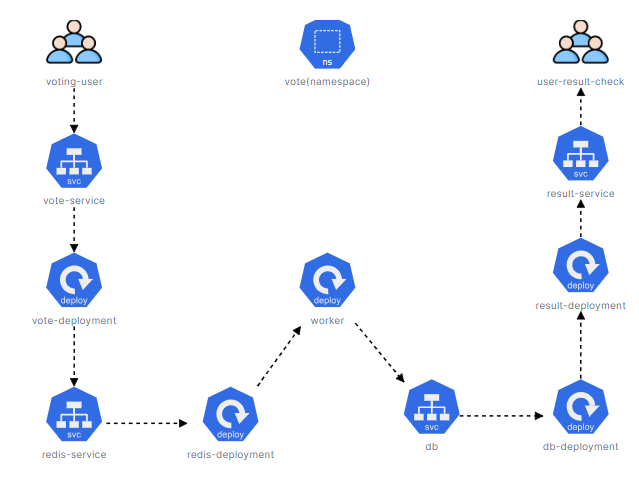 ns
voting-user
vote(namespace)
user-result-check
svc
vote-service
svc
result-service
deploy
vote-deployment
deploy
worker
deploy
result-deployment
svc
redis-service
deploy
redis-deployment
svc
db
deploy
db-deployment